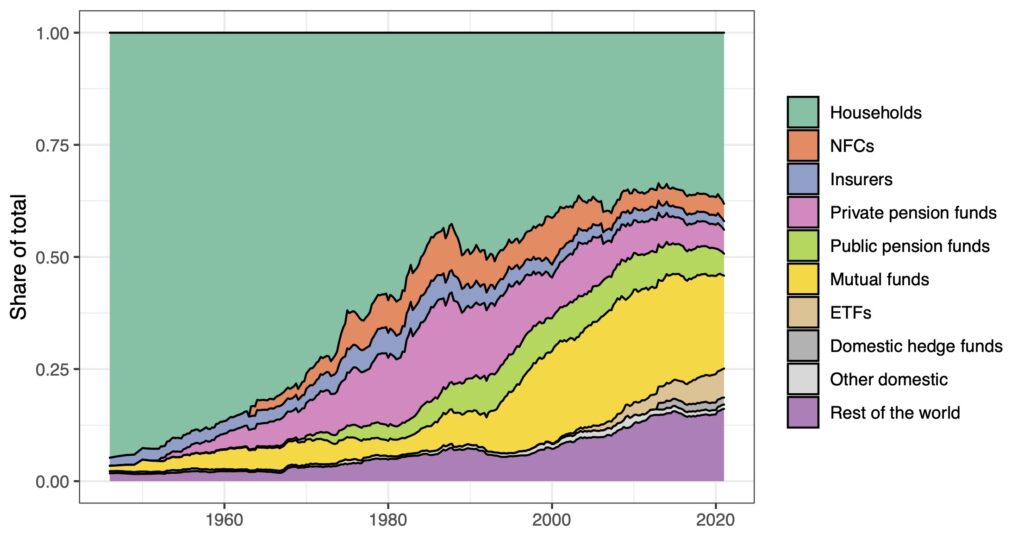 Share of total
1.00
0.75
0.50
0.25
0.00
1960
1980
2000
2020
Households
NFCs
Insurers
Private pension funds
Public pension funds
Mutual funds
ETFs
Domestic hedge funds
Other domestic
Rest of the world